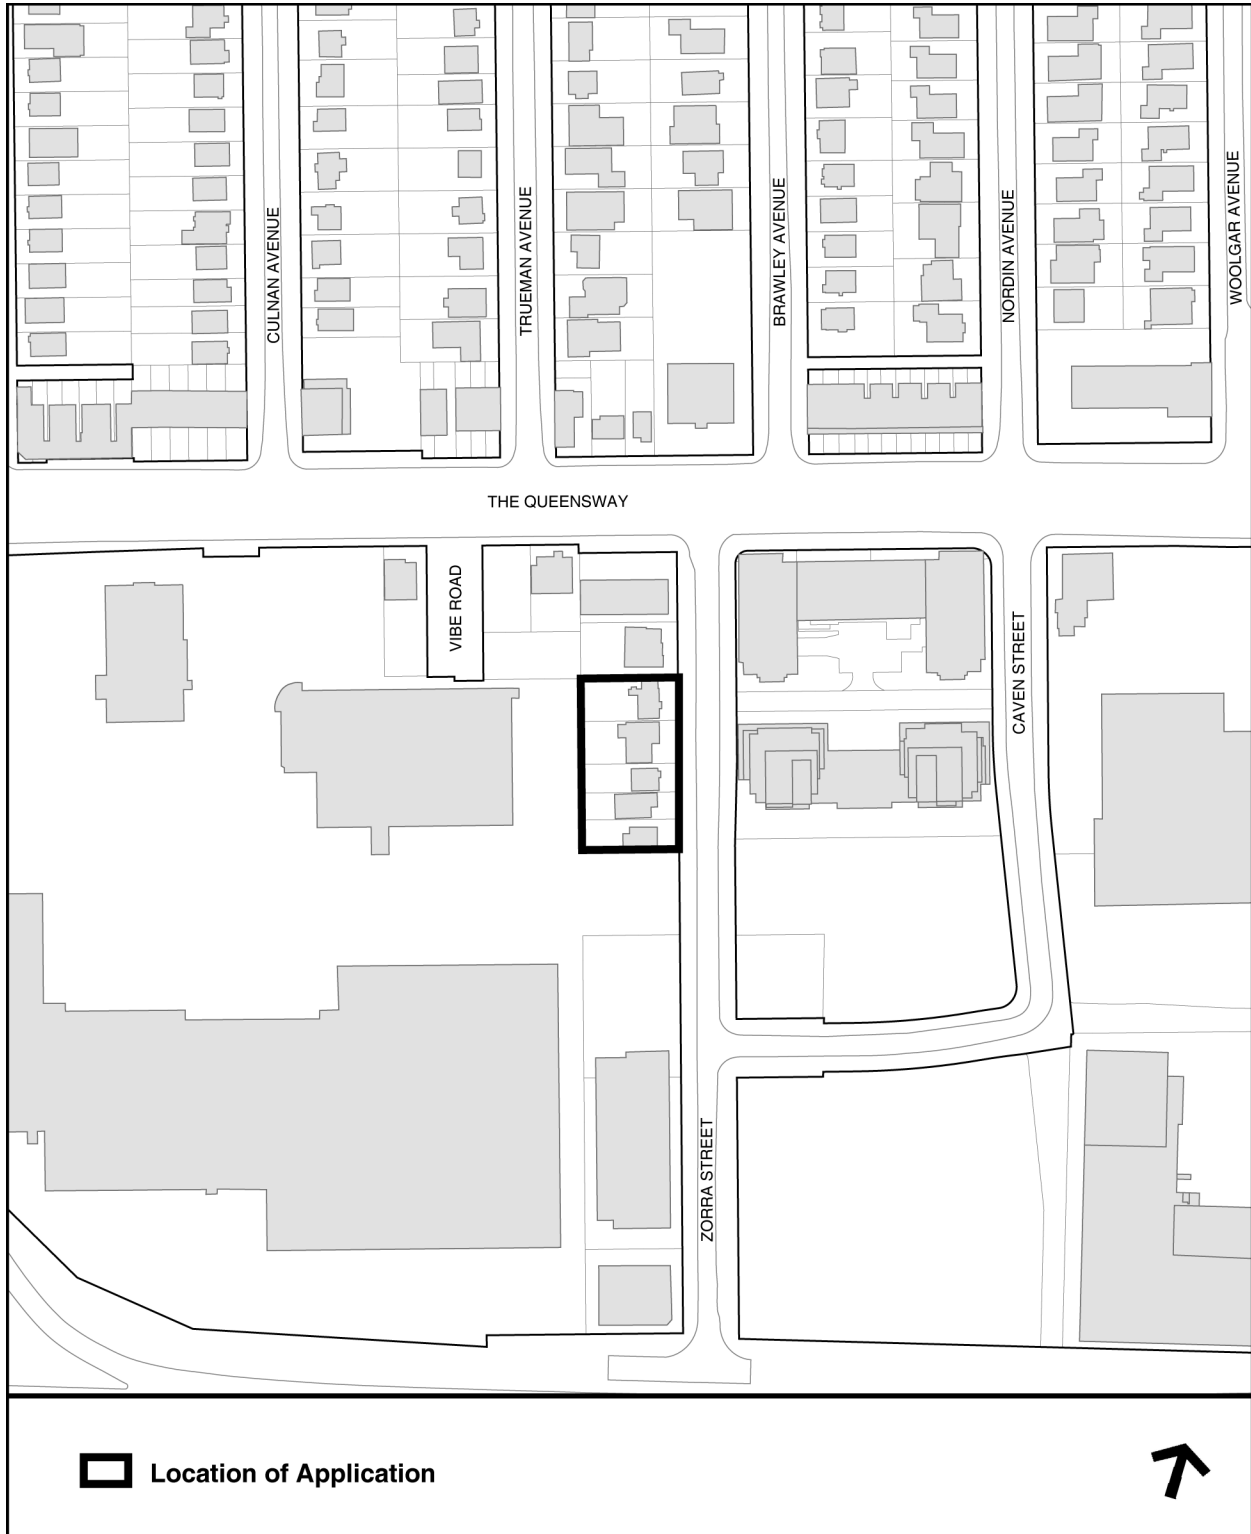 CULNAN AVENUE
TRUEMAN AVENUE
BRAWLEY AVENUE
NORDIN AVENUE
WOOLGAR AVENUE
THE QUEENSWAY
VIBE ROAD
CAVEN STREET
ZORRA STREET
Location of Application